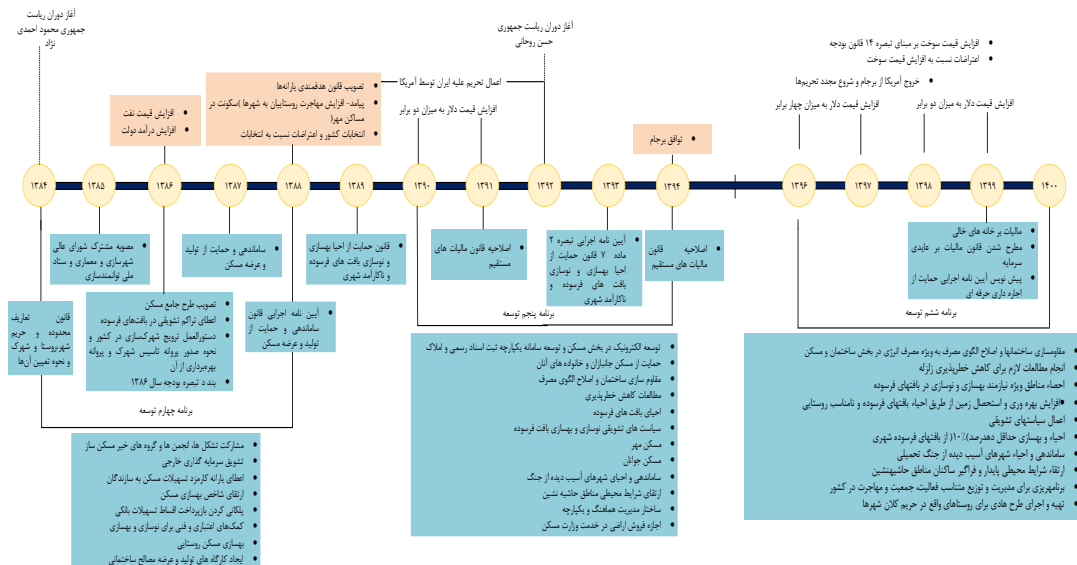 آغاز دوران ریاست
جمهوری محمود احمدی
نژاد
آغاز دوران ریاست جمهوری
حسن روحانی
افزایش قیمت سوخت بر مبنای تبصره ۱۴ قانون بودجه
اعتراضات نسبت به افزایش قیمت سوخت
خروج آمریکا از برجام و شروع مجدد تحریم‌ها
اعمال تحریم علیه ایران توسط آمریکا
افزایش قیمت نفت
افزایش درآمد دولت
تصویب قانون هدفمندی یارانه‌ها
پیامد- افزایش مهاجرت روستاییان به شهرها )سکونت در
مساکن مهر(
انتخابات کشور و اعتراضات نسبت به انتخابات
افزایش قیمت دلار به میزان دو برابر
توافق برجام
افزایش قیمت دلار به میزان چهار برابر
افزایش قیمت دلار به میزان دو برابر
۱۳۸۴
۱۳۸۵
۱۳۸۶
۱۳۸۷
۱۳۸۸
۱۳۸۹
۱۳۹۰
۱۳۹۱
۱۳۹۲
۱۳۹۳
۱۳۹۴
۱۳۹۶
۱۳۹۷
۱۳۹۸
۱۳۹۹
۱۴۰۰
قانون تعاریف
محدوده و حریم
شهر،روستا و شهرک
و نحوه تعیین آن‌ها
مصوبه مشترک شورای عالی
شهرسازی و معماری و ستاد
ملی توانمندسازی
تصویب طرح جامع مسکن
اعطای تراکم تشویقی در بافت‌های فرسوده
دستورالعمل ترویج شهرک‌سازی در کشور و
نحوه صدور پروانه تاسیس شهرک و پروانه
بهره‌برداری از آن
بند د تبصره بودجه سال ۱۳۸۶
ساماندهی و حمایت از تولید
و عرضه مسکن
آیین نامه اجرایی قانون
ساماندهی و حمایت از
تولید و عرضه مسکن
قانون حمایت از احیا بهسازی
و نوسازی بافت های فرسوده
و ناکارآمد شهری
اصلاحیه قانون مالیات های
مستقیم
آیین نامه اجرایی تبصره ۲
ماده ۷ قانون حمایت از
احیا بهسازی و نوسازی
بافت های فرسوده و
ناکارآمد شهری
اصلاحیه قانون
مالیات های مستقیم
مالیات بر خانه های خالی
مطرح شدن قانون مالیات بر عایدی
سرمایه
پیش نویس آیین نامه اجرایی حمایت از
اجاره داری حرفه ای
برنامه چهارم توسعه
برنامه پنجم توسعه
برنامه ششم توسعه
مشارکت تشکل ها، انجمن ها و گروه های خیر مسکن ساز
تشویق سرمایه گذاری خارجی
اعطای یارانه کارمزد تسهیلات مسکن به سازندگان
ارتقای شاخص بهسازی مسکن
پلکانی کردن بازپرداخت اقساط تسهیلات بانکی
کمک‌های اعتباری و فنی برای نوسازی و بهسازی
بهسازی مسکن روستایی
ایجاد کارگاه های تولید و عرضه مصالح ساختمانی
توسعه الکترونیک در بخش مسکن و توسعه سامانه یکپارچه ثبت اسناد رسمی و املاک
حمایت از مسکن جانبازان و خانواده های آنان
مقاوم سازی ساختمان و اصلاح الگوی مصرف
مطالعات کاهش خطرپذیری
احیای بافت های فرسوده
سیاست های تشویقی نوسازی و بهسازی بافت فرسوده
مسکن مهر
مسکن جوانان
ساماندهی و احیای شهرهای آسیب دیده از جنگ
ارتقای شرایط محیطی مناطق حاشیه نشین
ساختار مدیریت هماهنگ و یکپارچه
اجازه فروش اراضی در خدمت وزارت مسکن
مقاوم‌سازی ساختمانها و اصلاح الگوی مصرف به ویژه مصرف انرژی در بخش ساختمان و مسکن
انجام مطالعات لازم برای کاهش خطرپذیری زلزله
احصاء مناطق ویژه نیازمند بهسازی و نوسازی در بافتهای فرسوده
افزایش بهره وری و استحصال زمین از طریق احیاء بافتهای فرسوده و نامناسب روستایی
اعمال سیاستهای تشویقی
احیاء و بهسازی حداقل دهدرصد)٪۱۰( از بافتهای فرسوده شهری
ساماندهی و احیاء شهرهای آسیب دیده از جنگ تحمیلی
ارتقاء شرایط محیطی پایدار و فراگیر ساکنان مناطق حاشیهنشین
برنامهریزی برای مدیریت و توزیع متناسب فعالیت، جمعیت و مهاجرت در کشور
تهیه و اجرای طرح هادی برای روستاهای واقع در حریم کلان شهرها